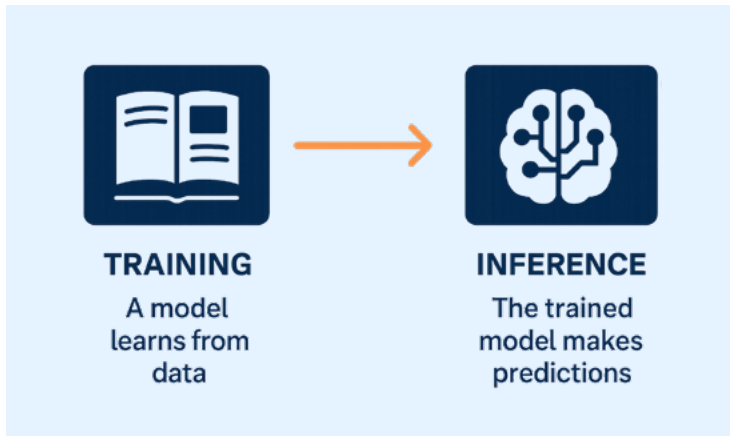 TRAINING
A model
learns from
data
INFERENCE
The trained
model makes
predictions